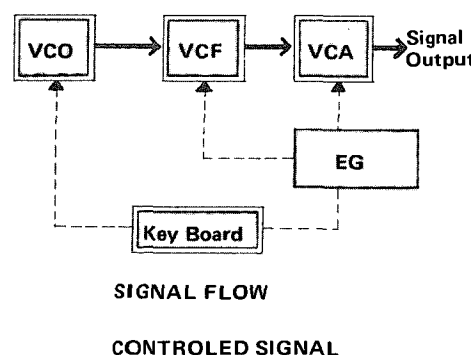 VCO VCF VCA Signal
Output
EG
Key Board
SIGNAL FLOW
CONTROLED SIGNAL